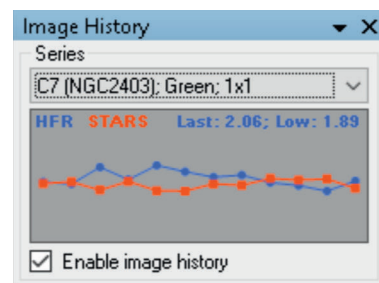 Image History
Series
C7 (NGC2403); Green; 1x1
HFR STARS Last: 2.06; Low: 1.89
Enable image history